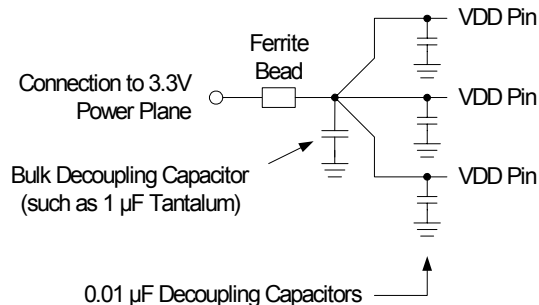 VDD Pin
Ferrite
Bead
Connection to 3.3V
Power Plane
VDD Pin
Bulk Decoupling Capacitor
(such as 1 µF Tantalum)
VDD Pin
0.01 µF Decoupling Capacitors